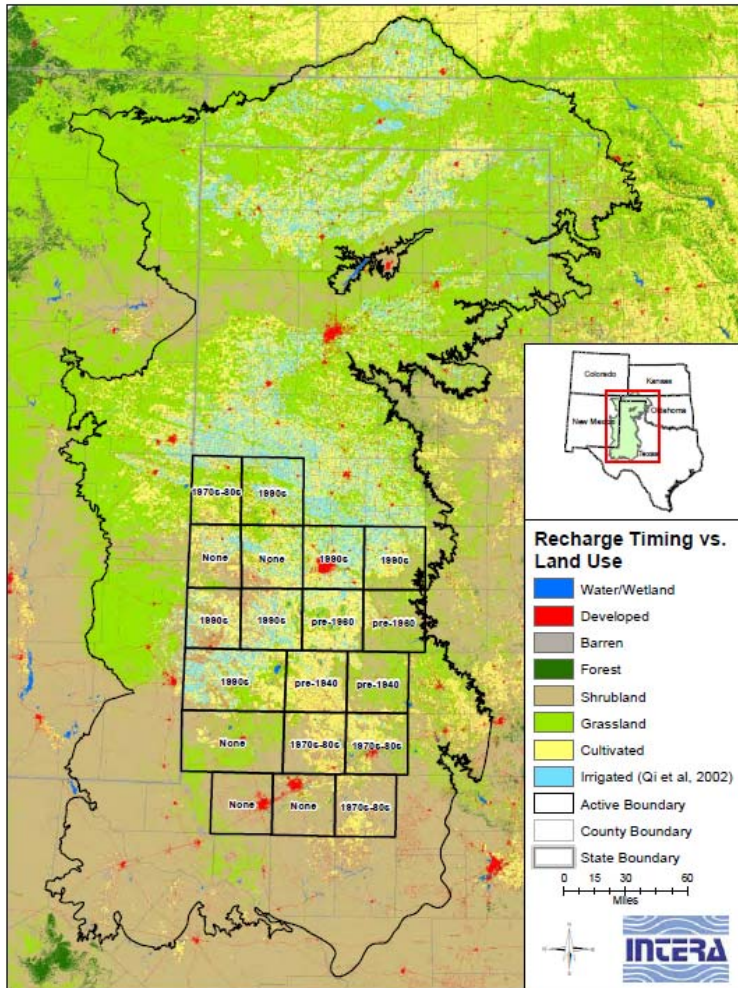 Colorado
Kansas
New Mexico
Oklahoma
Texas
1970s-80s
1990s
None
None
1990s
1990s
1990s
1990s
pre-1960
pre-1960
1990s
pre-1940
pre-1940
None
1970s-80s
1970s-80s
None
None
1970s-80s
Recharge Timing vs.
Land Use
Water/Wetland
Developed
Barren
Forest
Shrubland
Grassland
Cultivated
Irrigated (Qi et al, 2002)
Active Boundary
County Boundary
State Boundary
0 15 30 60
Miles
INTERA